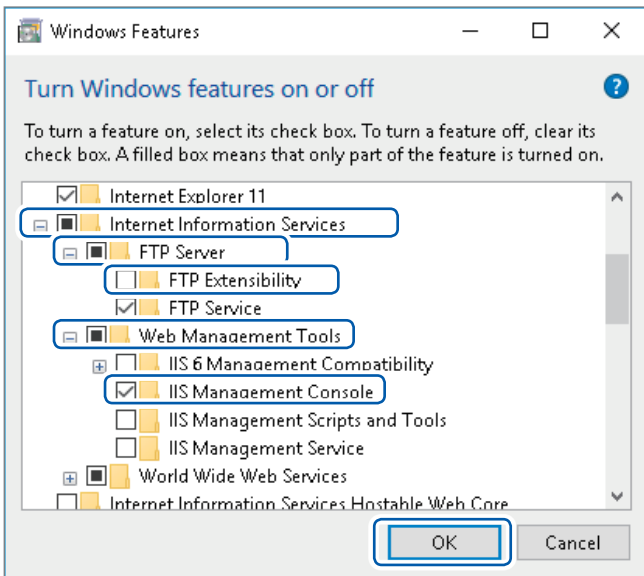 Windows Features
Turn Windows features on or off
?
To turn a feature on, select its check box. To turn a feature off, clear its
check box. A filled box means that only part of the feature is turned on.
Internet Explorer 11
Internet Information Services
FTP Server
FTP Extensibility
FTP Service
Web Management Tools
IIS 6 Management Compatibility
IIS Management Console
IIS Management Scripts and Tools
IIS Management Service
World Wide Web Services
Internet Information Services Hostable Web Core
OK Cancel